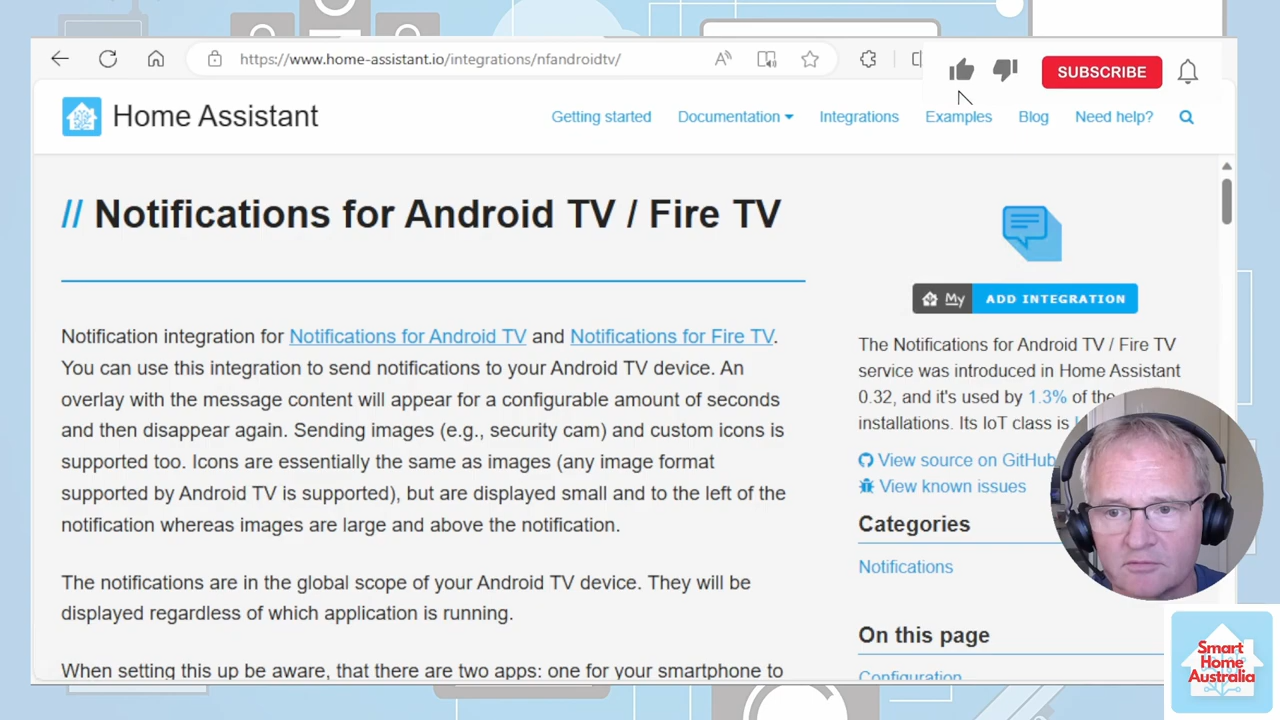 https://www.home-assistant.io/integrations/nfandroidtv/
SUBSCRIBE
Home Assistant
Getting started Documentation Integrations Examples Blog Need help?
// Notifications for Android TV / Fire TV
Notification integration for Notifications for Android TV and Notifications for Fire TV.
You can use this integration to send notifications to your Android TV device. An
overlay with the message content will appear for a configurable amount of seconds
and then disappear again. Sending images (e.g., security cam) and custom icons is
supported too. Icons are essentially the same as images (any image format
supported by Android TV is supported), but are displayed small and to the left of the
notification whereas images are large and above the notification.
The notifications are in the global scope of your Android TV device. They will be
displayed regardless of which application is running.
When setting this up be aware, that there are two apps: one for your smartphone to
My ADD INTEGRATION
The Notifications for Android TV / Fire TV
service was introduced in Home Assistant
0.32, and it's used by 1.3% of the
installations. Its IoT class is
View source on GitHub
View known issues
Categories
Notifications
On this page
Configuration
Smart
Home
Australia